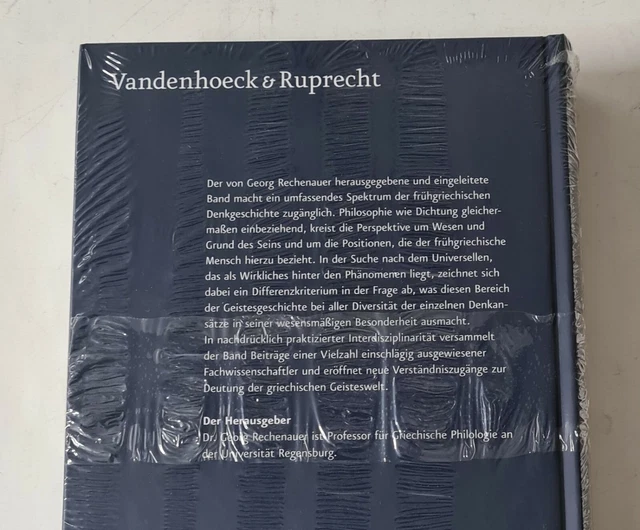 Vandenhoeck & Ruprecht
Der von Georg Rechenauer herausgegebene und eingeleitete
Band macht ein umfassendes Spektrum der frühgriechischen
Denkgeschichte zugänglich. Philosophie wie Dichtung gleicher-
maßen einbeziehend, kreist die Perspektive um Wesen und
Grund des Seins und um die Positionen, die der frühgriechische
Mensch hierzu bezieht. In der Suche nach dem Universellen,
das als Wirkliches hinter den Phänomenen liegt, zeichnet sich
dabei ein Differenzkriterium in der Frage ab, was diesen Bereich
der Geistesgeschichte bei aller Diversität der einzelnen Denkan-
sätze in seiner wesensmäßigen Besonderheit ausmacht.
In nachdrücklich praktizierter Interdisziplinarität versammelt
der Band Beiträge einer Vielzahl einschlägig ausgewiesener
Fachwissenschaftler und eröffnet neue Verständniszugänge zur
Deutung der griechischen Geisteswelt.
Der Herausgeber
Dr. Georg Rechenauer ist Professor für Griechische Philologie an
der Universität Regensburg.